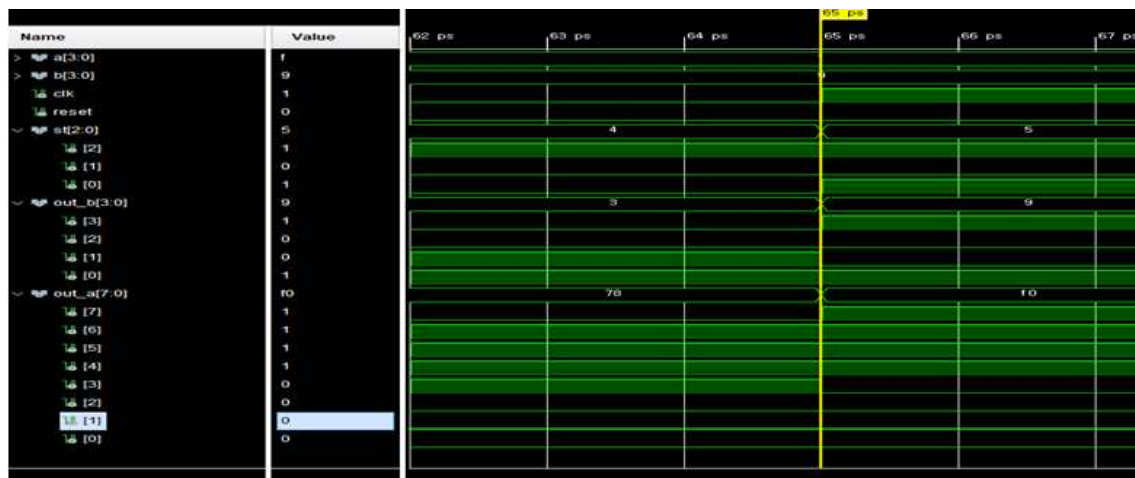 65 ps
Name Value 62 ps 63 ps 64 ps 65 ps 66 ps 67 ps
> a[3:0] f
> b[3:0] 9 9
clk 1
reset 0
st[2:0] 5 4 5
[2] 1
[1] 0
[0] 1
out_b[3:0] 9 3 9
[3] 1
[2] 0
[1] 0
[0] 1
out_a[7:0] f0 78 f0
[7] 1
[6] 1
[5] 1
[4] 1
[3] 0
[2] 0
[1] 0
[0] 0